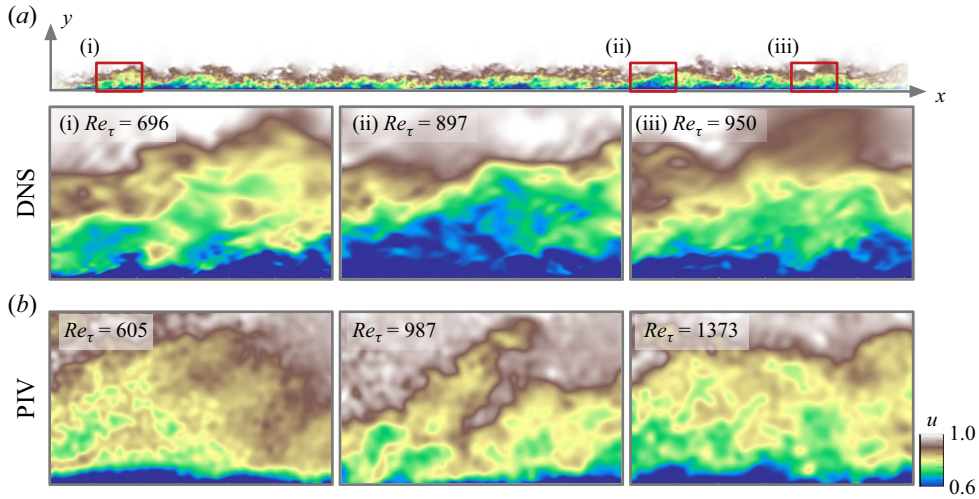 (a)
y
(i)
(ii)
(iii)
x
DNS
(i) Reτ = 696
(ii) Reτ = 897
(iii) Reτ = 950
(b)
PIV
Reτ = 605
Reτ = 987
Reτ = 1373
u
1.0
0.6